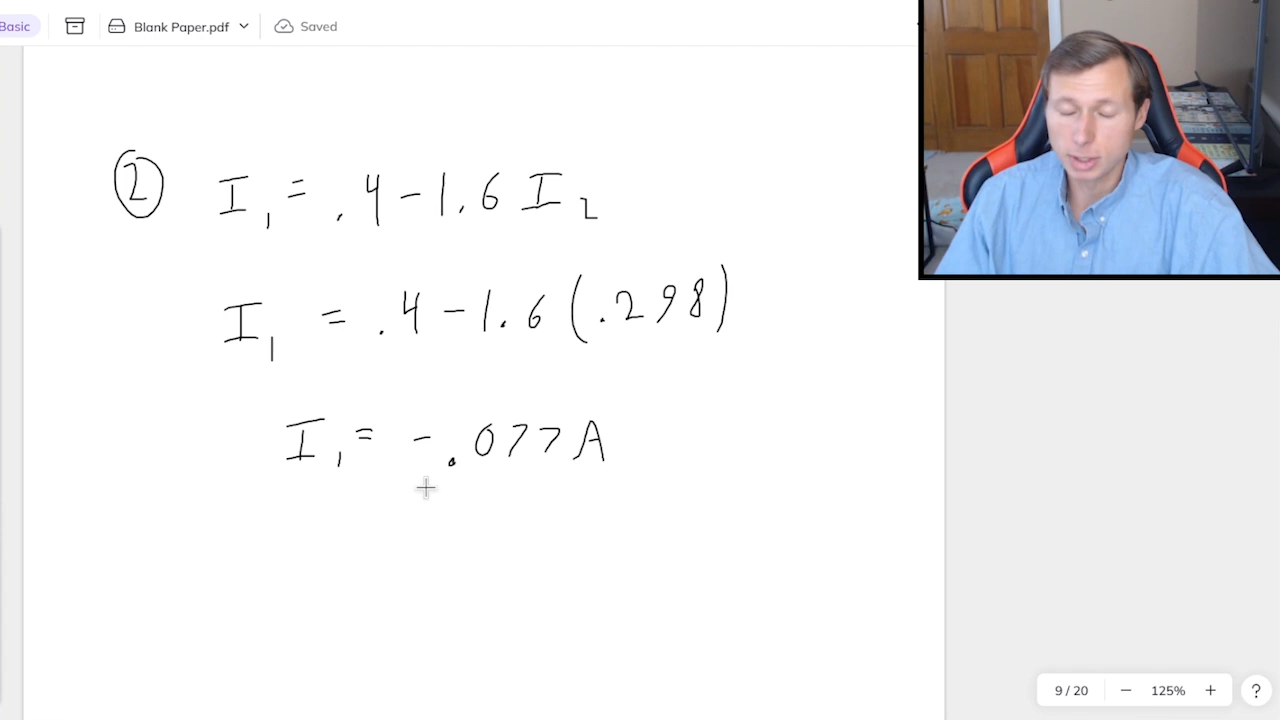 Basic
Blank Paper.pdf
Saved
② I₁ = .4 - 1.6 I₂
I₁ = .4 - 1.6 (.298)
I₁ = - .077 A
9 / 20
125%
?